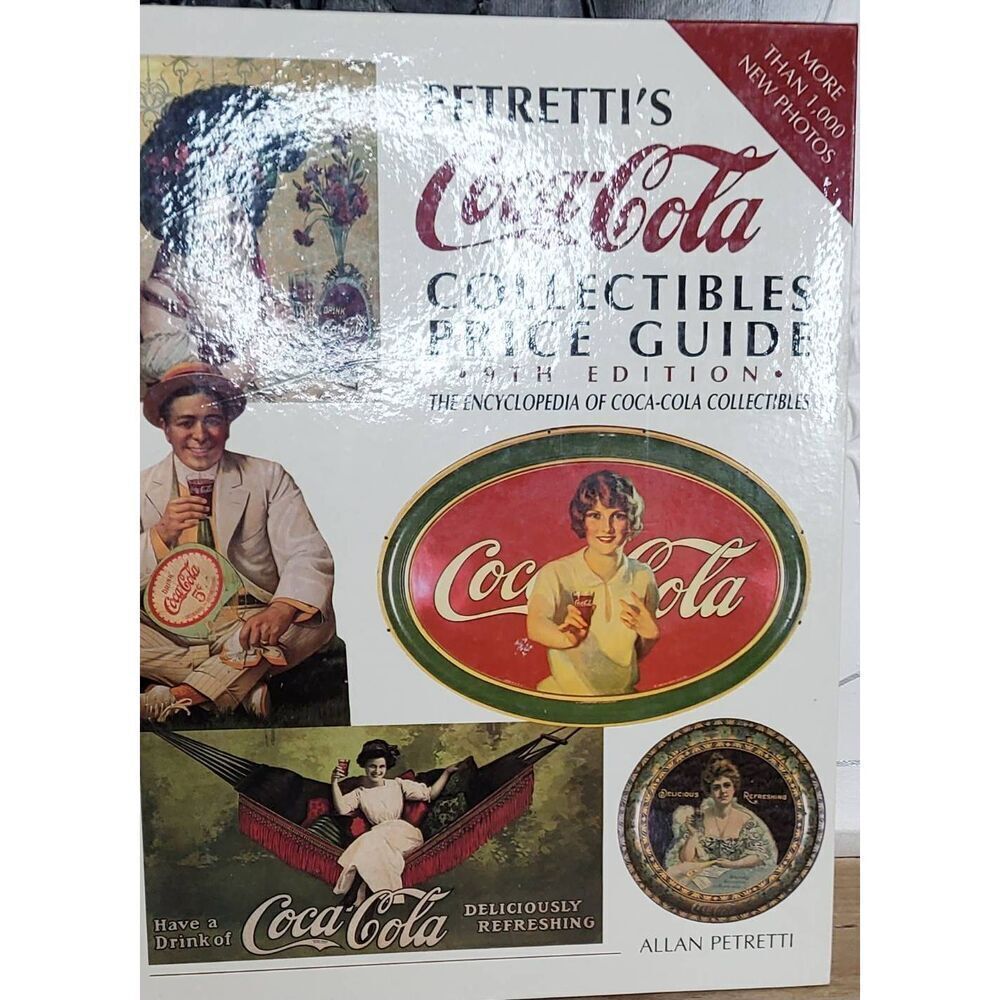 MORE
THAN 1,000
NEW PHOTOS
PETRETTI'S
Coca-Cola
COLLECTIBLES
PRICE GUIDE
• 9TH EDITION •
THE ENCYCLOPEDIA OF COCA-COLA COLLECTIBLES
DRINK
DRINK
Coca-Cola
5¢
Coca-Cola
DELICIOUS REFRESHING
Have a
Drink of
Coca-Cola
DELICIOUSLY
REFRESHING
ALLAN PETRETTI